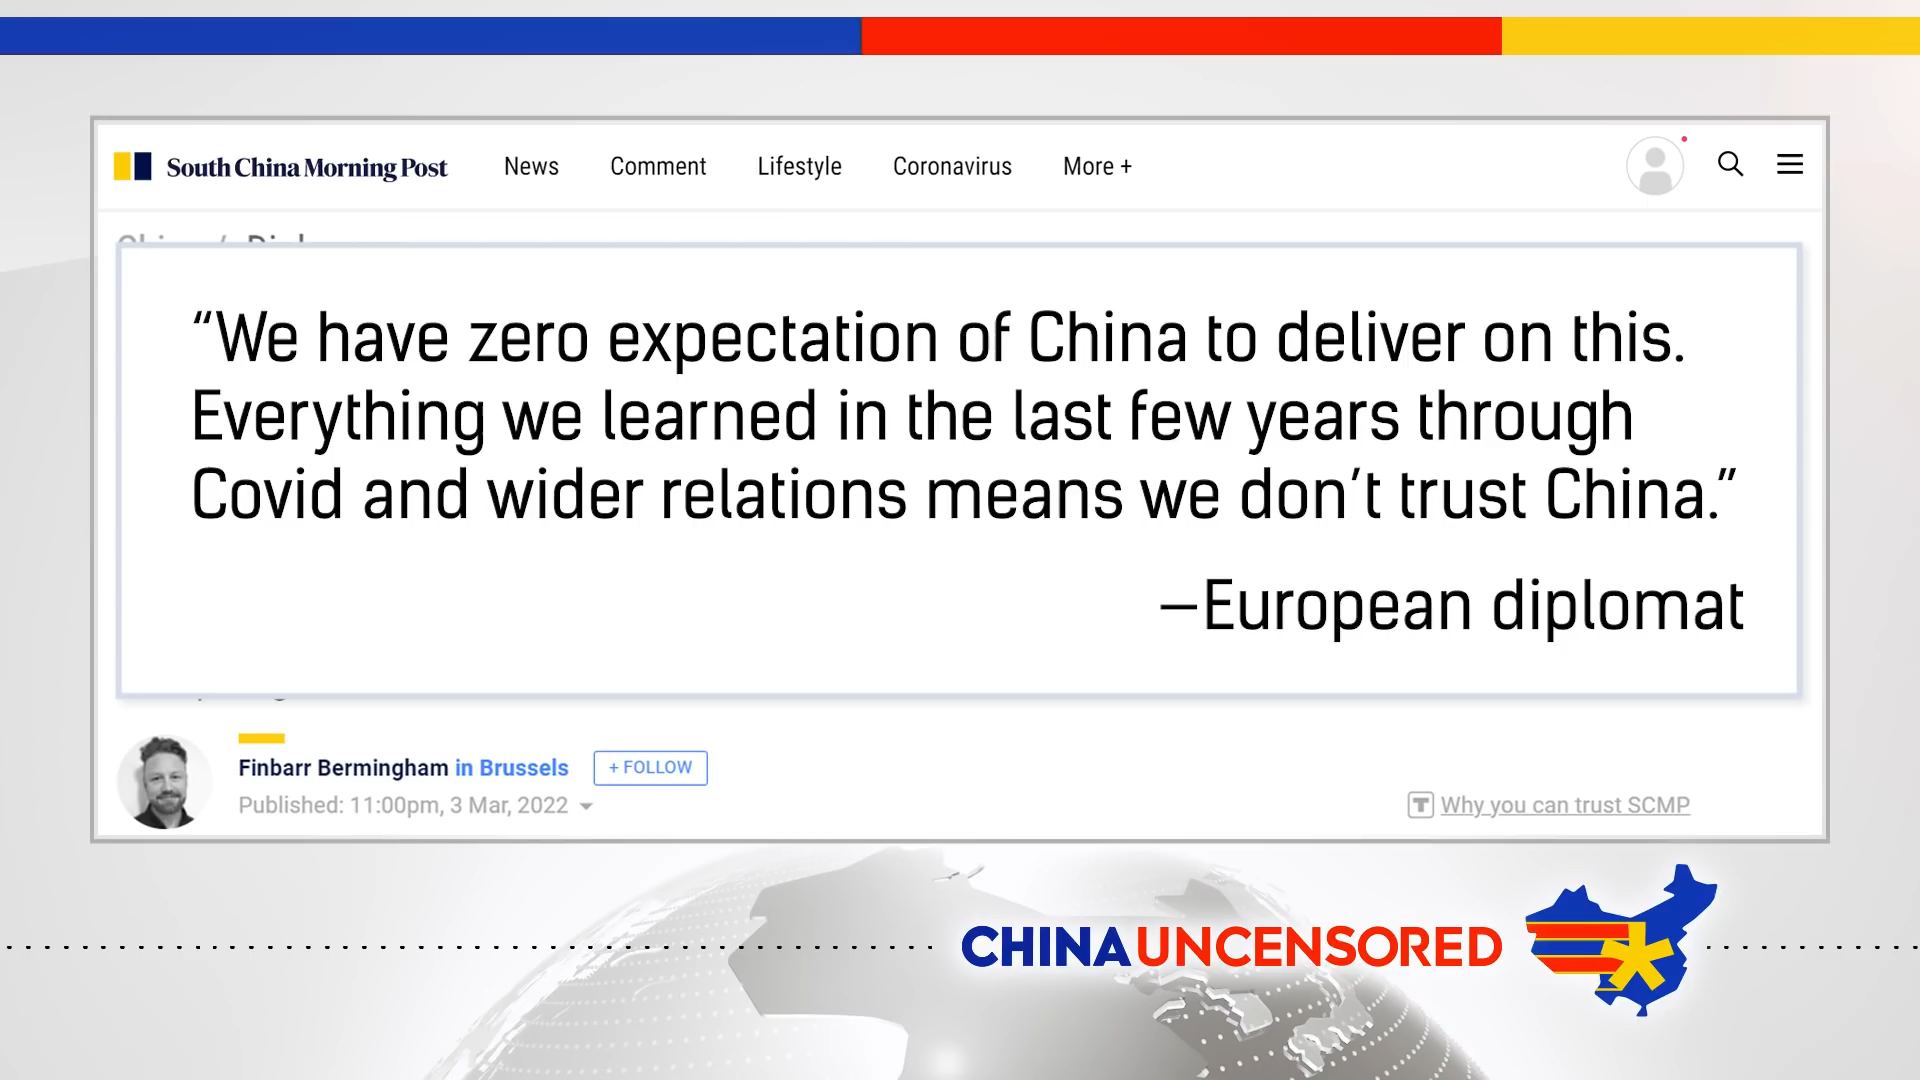 South China Morning Post News Comment Lifestyle Coronavirus More +
“We have zero expectation of China to deliver on this.
Everything we learned in the last few years through
Covid and wider relations means we don’t trust China.”
–European diplomat
Finbarr Bermingham in Brussels + FOLLOW
Published: 11:00pm, 3 Mar, 2022
T Why you can trust SCMP
CHINAUNCENSORED